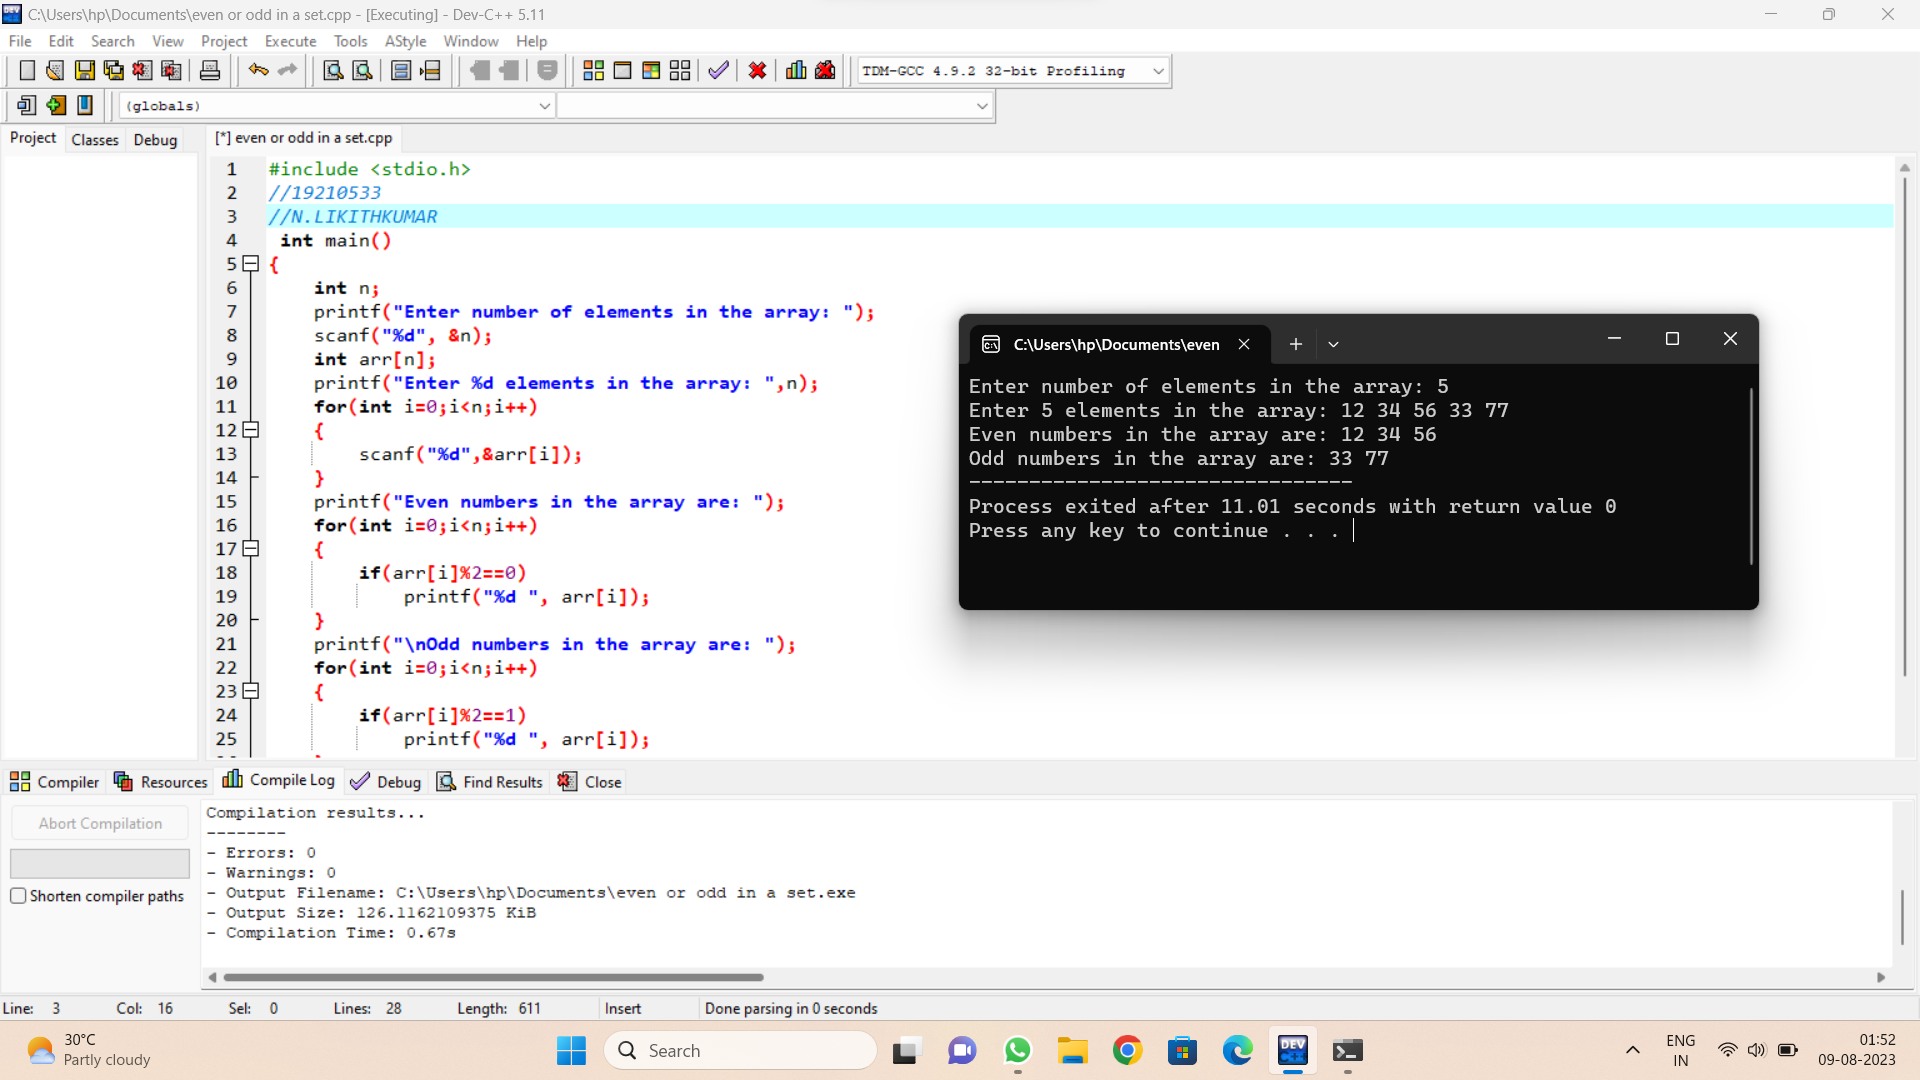 C:\Users\hp\Documents\even or odd in a set.cpp - [Executing] - Dev-C++ 5.11
File Edit Search View Project Execute Tools AStyle Window Help
TDM-GCC 4.9.2 32-bit Profiling
(globals)
Project Classes Debug
[*] even or odd in a set.cpp
1 #include <stdio.h>
2 //19210533
3 //N.LIKITHKUMAR
4 int main()
5 {
6 int n;
7 printf("Enter number of elements in the array: ");
8 scanf("%d", &n);
9 int arr[n];
10 printf("Enter %d elements in the array: ",n);
11 for(int i=0;i<n;i++)
12 {
13 scanf("%d",&arr[i]);
14 }
15 printf("Even numbers in the array are: ");
16 for(int i=0;i<n;i++)
17 {
18 if(arr[i]%2==0)
19 printf("%d ", arr[i]);
20 }
21 printf("\nOdd numbers in the array are: ");
22 for(int i=0;i<n;i++)
23 {
24 if(arr[i]%2==1)
25 printf("%d ", arr[i]);
C:\Users\hp\Documents\even
Enter number of elements in the array: 5
Enter 5 elements in the array: 12 34 56 33 77
Even numbers in the array are: 12 34 56
Odd numbers in the array are: 33 77
--------------------------------
Process exited after 11.01 seconds with return value 0
Press any key to continue . . .
Compiler Resources Compile Log Debug Find Results Close
Abort Compilation
Shorten compiler paths
Compilation results...
--------
- Errors: 0
- Warnings: 0
- Output Filename: C:\Users\hp\Documents\even or odd in a set.exe
- Output Size: 126.1162109375 KiB
- Compilation Time: 0.67s
Line: 3 Col: 16 Sel: 0 Lines: 28 Length: 611 Insert Done parsing in 0 seconds
30°C
Partly cloudy
Search
DEV
C++
ENG
IN
01:52
09-08-2023